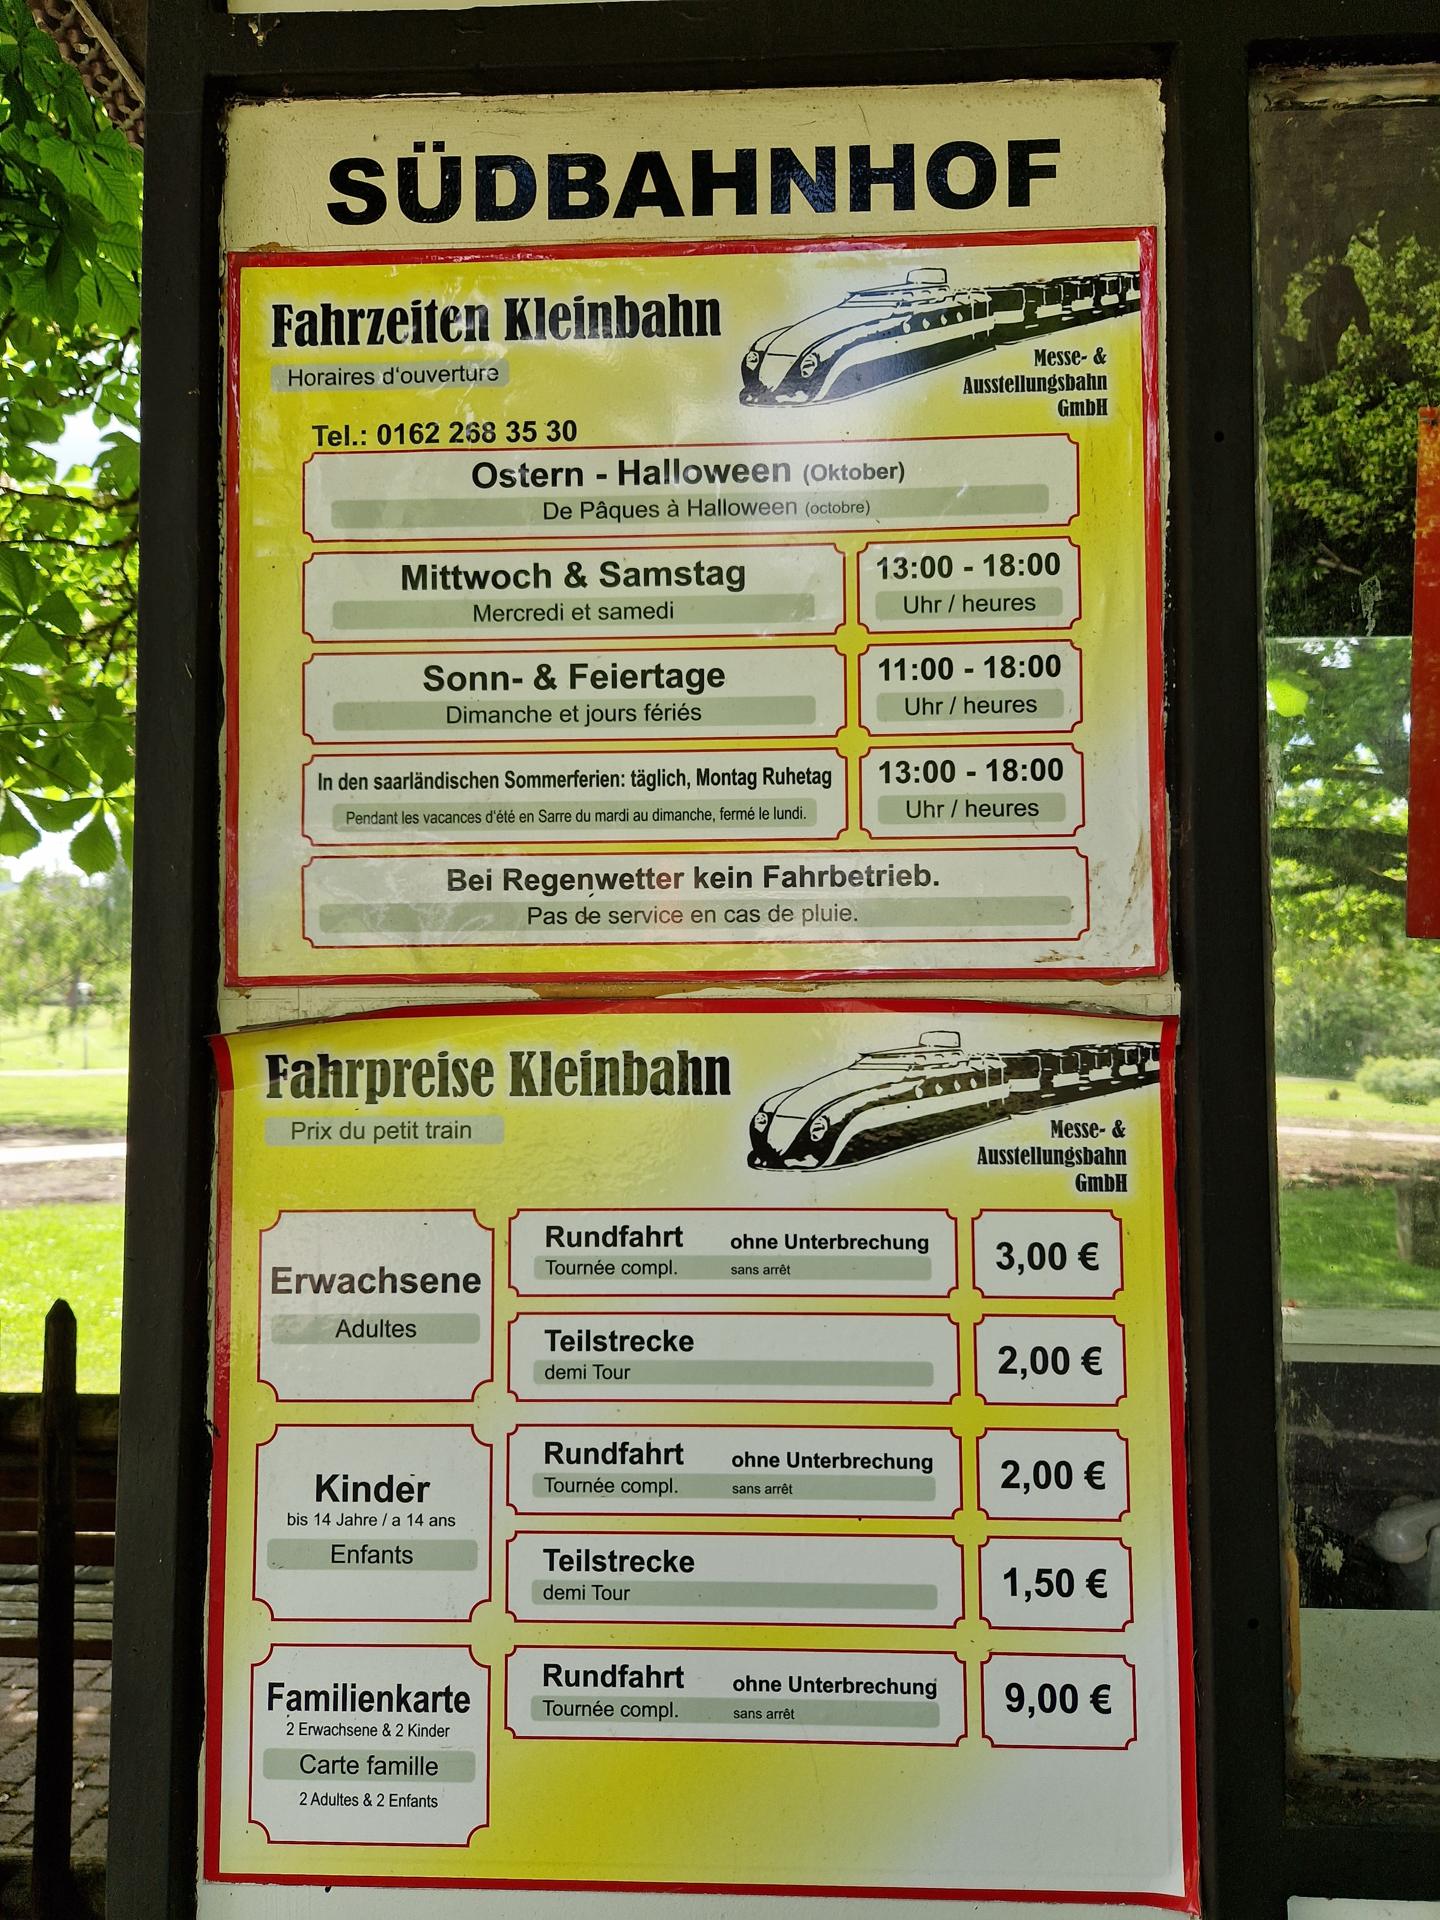 SÜDBAHNHOF
Fahrzeiten Kleinbahn
Horaires d'ouverture
Messe- &
Ausstellungsbahn
GmbH
Tel.: 0162 268 35 30
Ostern - Halloween (Oktober)
De Pâques à Halloween (octobre)
Mittwoch & Samstag
Mercredi et samedi
13:00 - 18:00
Uhr / heures
Sonn- & Feiertage
Dimanche et jours fériés
11:00 - 18:00
Uhr / heures
In den saarländischen Sommerferien: täglich, Montag Ruhetag
Pendant les vacances d'été en Sarre du mardi au dimanche, fermé le lundi.
13:00 - 18:00
Uhr / heures
Bei Regenwetter kein Fahrbetrieb.
Pas de service en cas de pluie.
Fahrpreise Kleinbahn
Prix du petit train
Messe- &
Ausstellungsbahn
GmbH
Erwachsene
Adultes
Rundfahrt ohne Unterbrechung
Tournée compl. sans arrêt
3,00 €
Teilstrecke
demi Tour
2,00 €
Kinder
bis 14 Jahre / a 14 ans
Enfants
Rundfahrt ohne Unterbrechung
Tournée compl. sans arrêt
2,00 €
Teilstrecke
demi Tour
1,50 €
Familienkarte
2 Erwachsene & 2 Kinder
Carte famille
2 Adultes & 2 Enfants
Rundfahrt ohne Unterbrechung
Tournée compl. sans arrêt
9,00 €